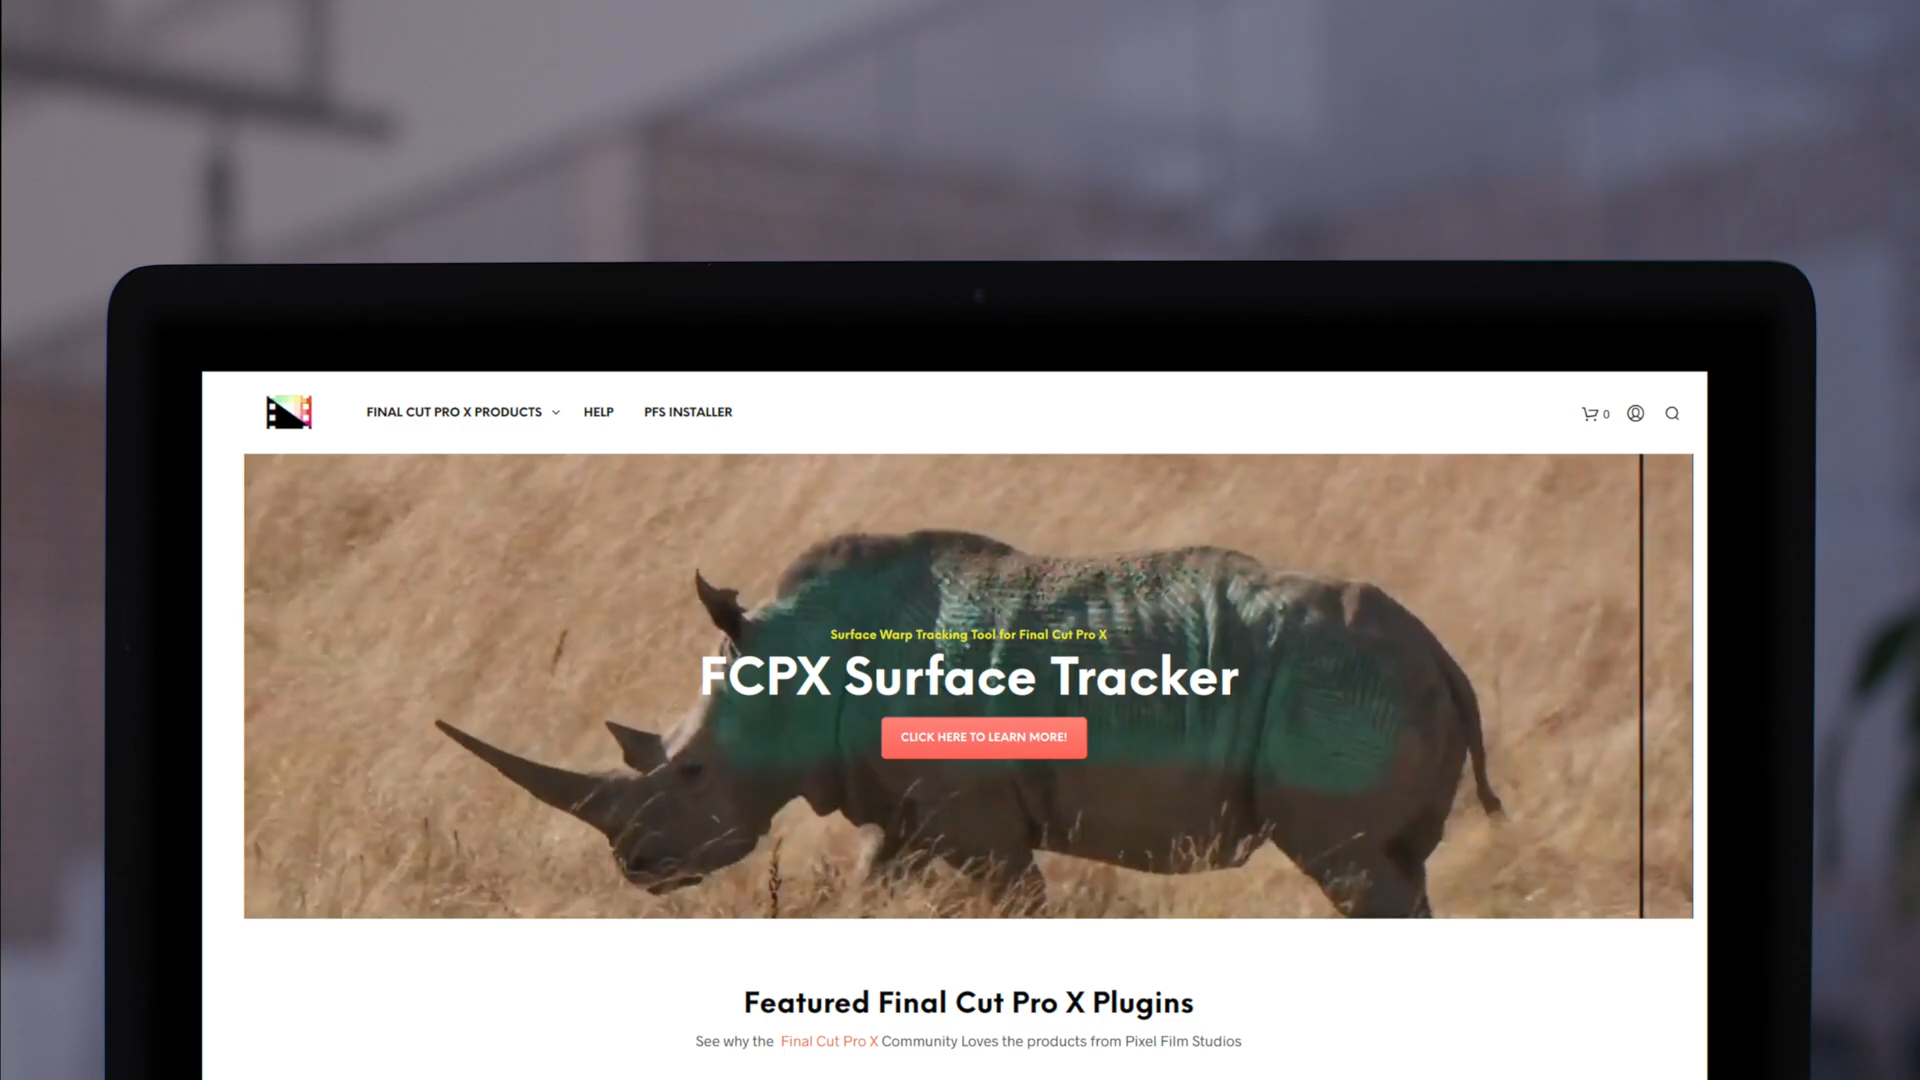 FINAL CUT PRO X PRODUCTS HELP PFS INSTALLER 0
Surface Warp Tracking Tool for Final Cut Pro X
FCPX Surface Tracker
CLICK HERE TO LEARN MORE!
Featured Final Cut Pro X Plugins
See why the Final Cut Pro X Community Loves the products from Pixel Film Studios